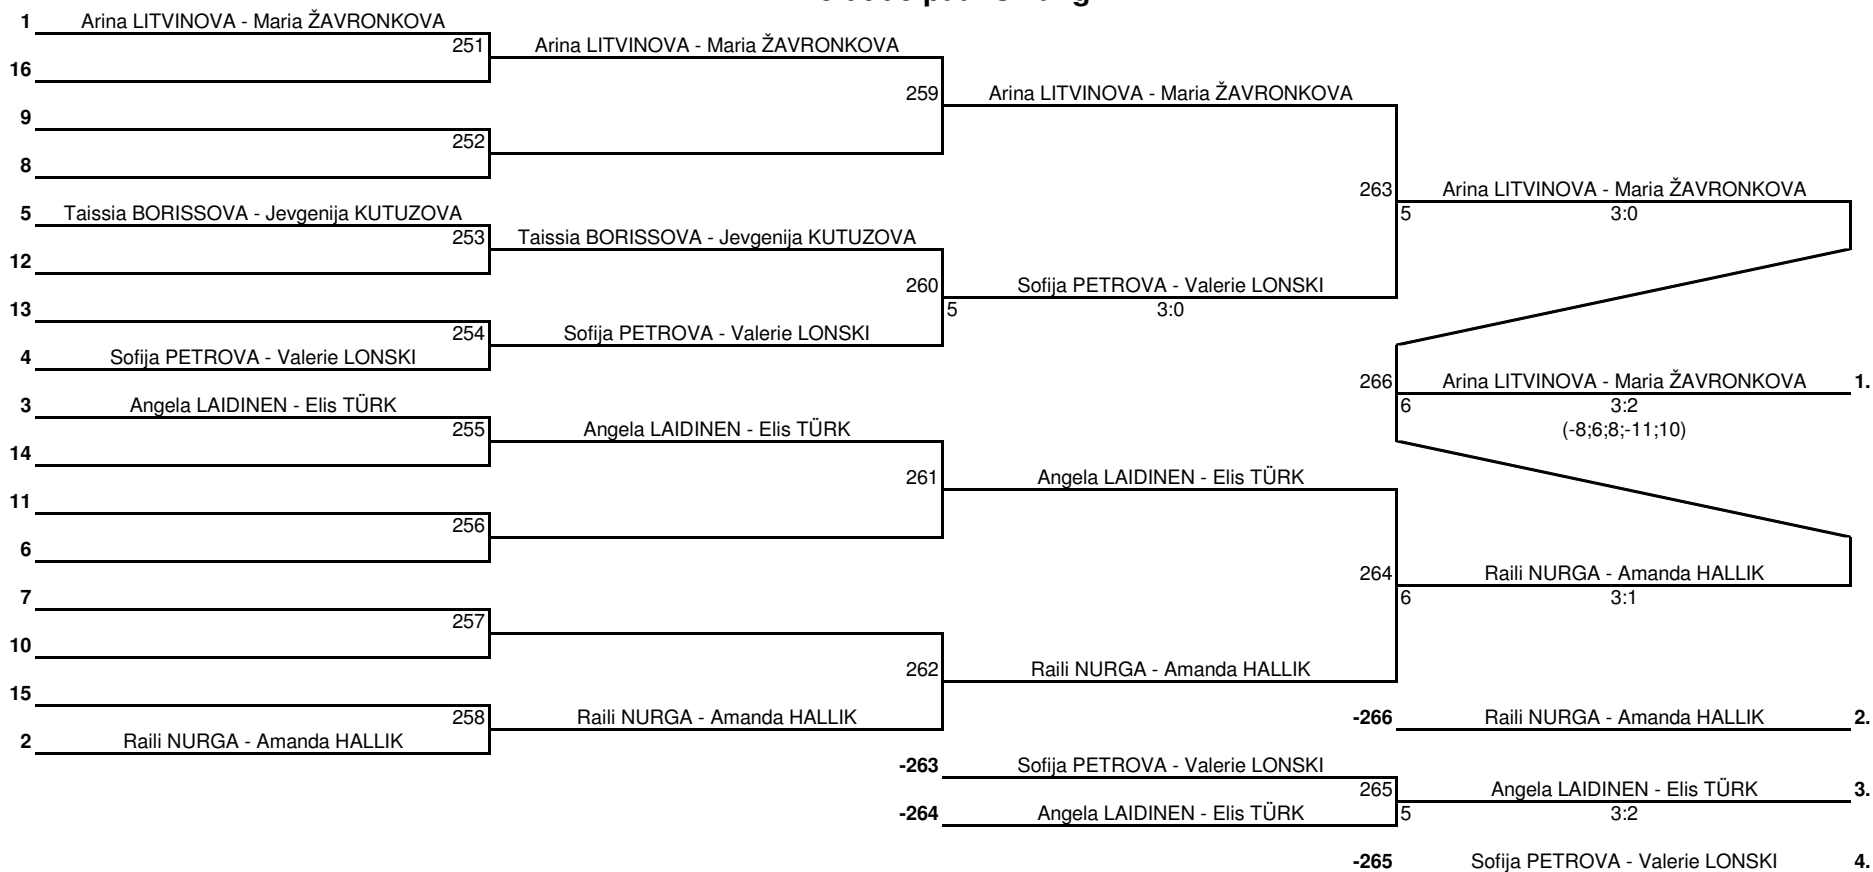 1 Arina LITVINOVA - Maria ŽAVRONKOVA
251 Arina LITVINOVA - Maria ŽAVRONKOVA
16
259 Arina LITVINOVA - Maria ŽAVRONKOVA
9
252
8
263 Arina LITVINOVA - Maria ŽAVRONKOVA
5 3:0
5 Taissia BORISSOVA - Jevgenija KUTUZOVA
253 Taissia BORISSOVA - Jevgenija KUTUZOVA
12
260 Sofija PETROVA - Valerie LONSKI
5 3:0
13
254 Sofija PETROVA - Valerie LONSKI
4 Sofija PETROVA - Valerie LONSKI
266 Arina LITVINOVA - Maria ŽAVRONKOVA 1.
6 3:2
(-8;6;8;-11;10)
3 Angela LAIDINEN - Elis TÜRK
255 Angela LAIDINEN - Elis TÜRK
14
261 Angela LAIDINEN - Elis TÜRK
11
256
6
264 Raili NURGA - Amanda HALLIK
6 3:1
7
257
10
262 Raili NURGA - Amanda HALLIK
15
258 Raili NURGA - Amanda HALLIK
2 Raili NURGA - Amanda HALLIK
-266 Raili NURGA - Amanda HALLIK 2.
-263 Sofija PETROVA - Valerie LONSKI
265 Angela LAIDINEN - Elis TÜRK 3.
-264 Angela LAIDINEN - Elis TÜRK
5 3:2
-265 Sofija PETROVA - Valerie LONSKI 4.